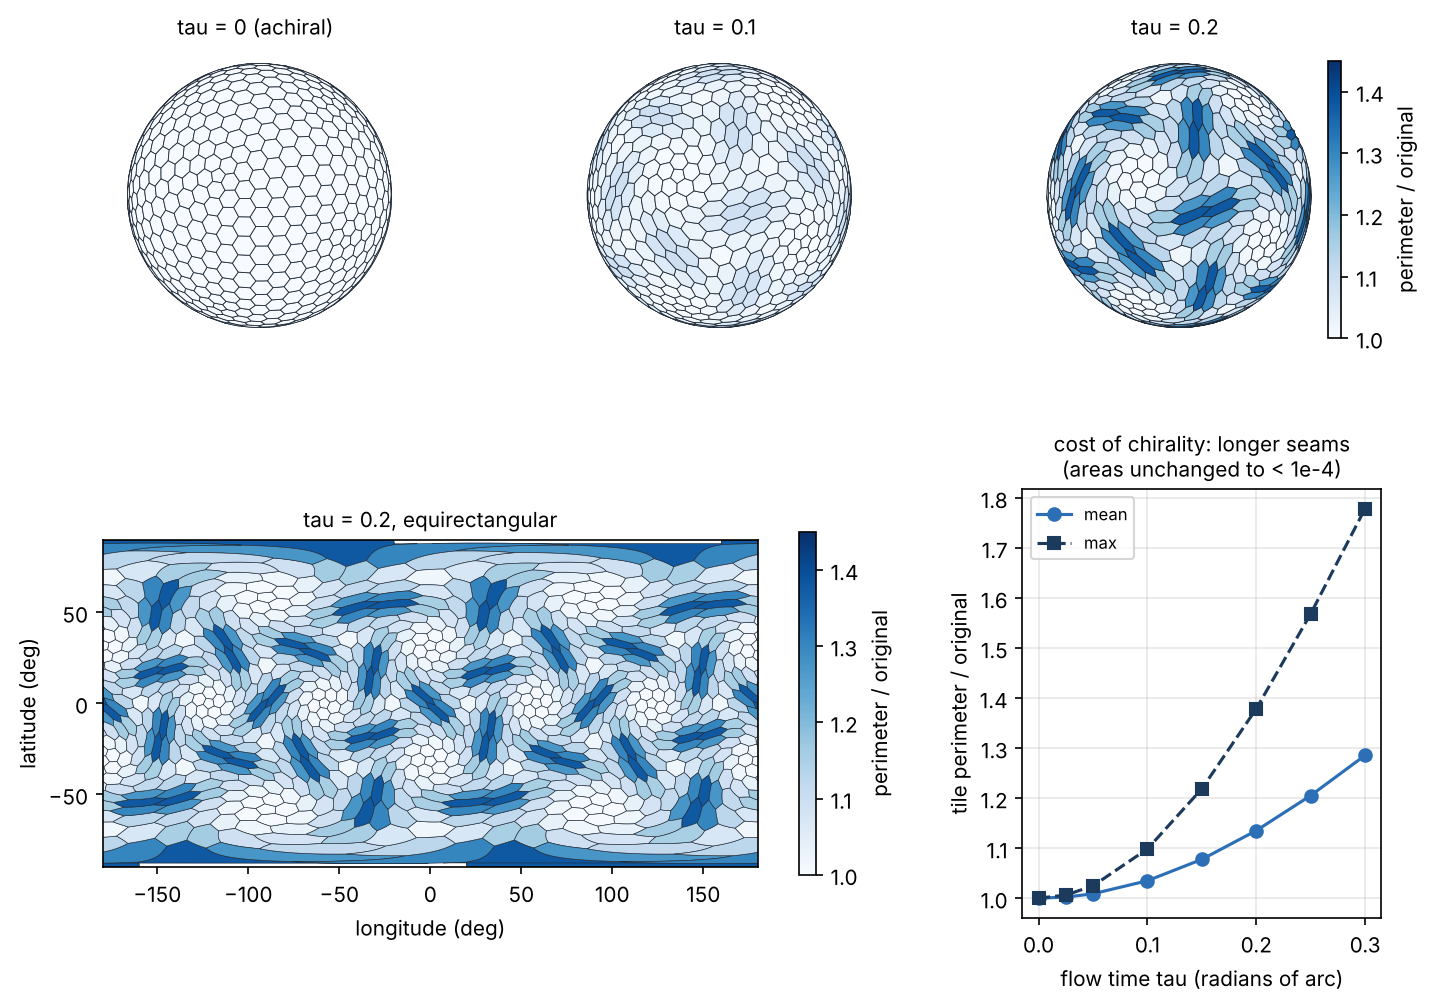 tau = 0 (achiral)
tau = 0.1
tau = 0.2
1.4
1.3
1.2
1.1
1.0
perimeter / original
tau = 0.2, equirectangular
50
0
−50
latitude (deg)
−150
−100
−50
0
50
100
150
longitude (deg)
1.4
1.3
1.2
1.1
1.0
perimeter / original
cost of chirality: longer seams
(areas unchanged to < 1e-4)
mean
max
1.8
1.7
1.6
1.5
1.4
1.3
1.2
1.1
1.0
tile perimeter / original
0.0
0.1
0.2
0.3
flow time tau (radians of arc)